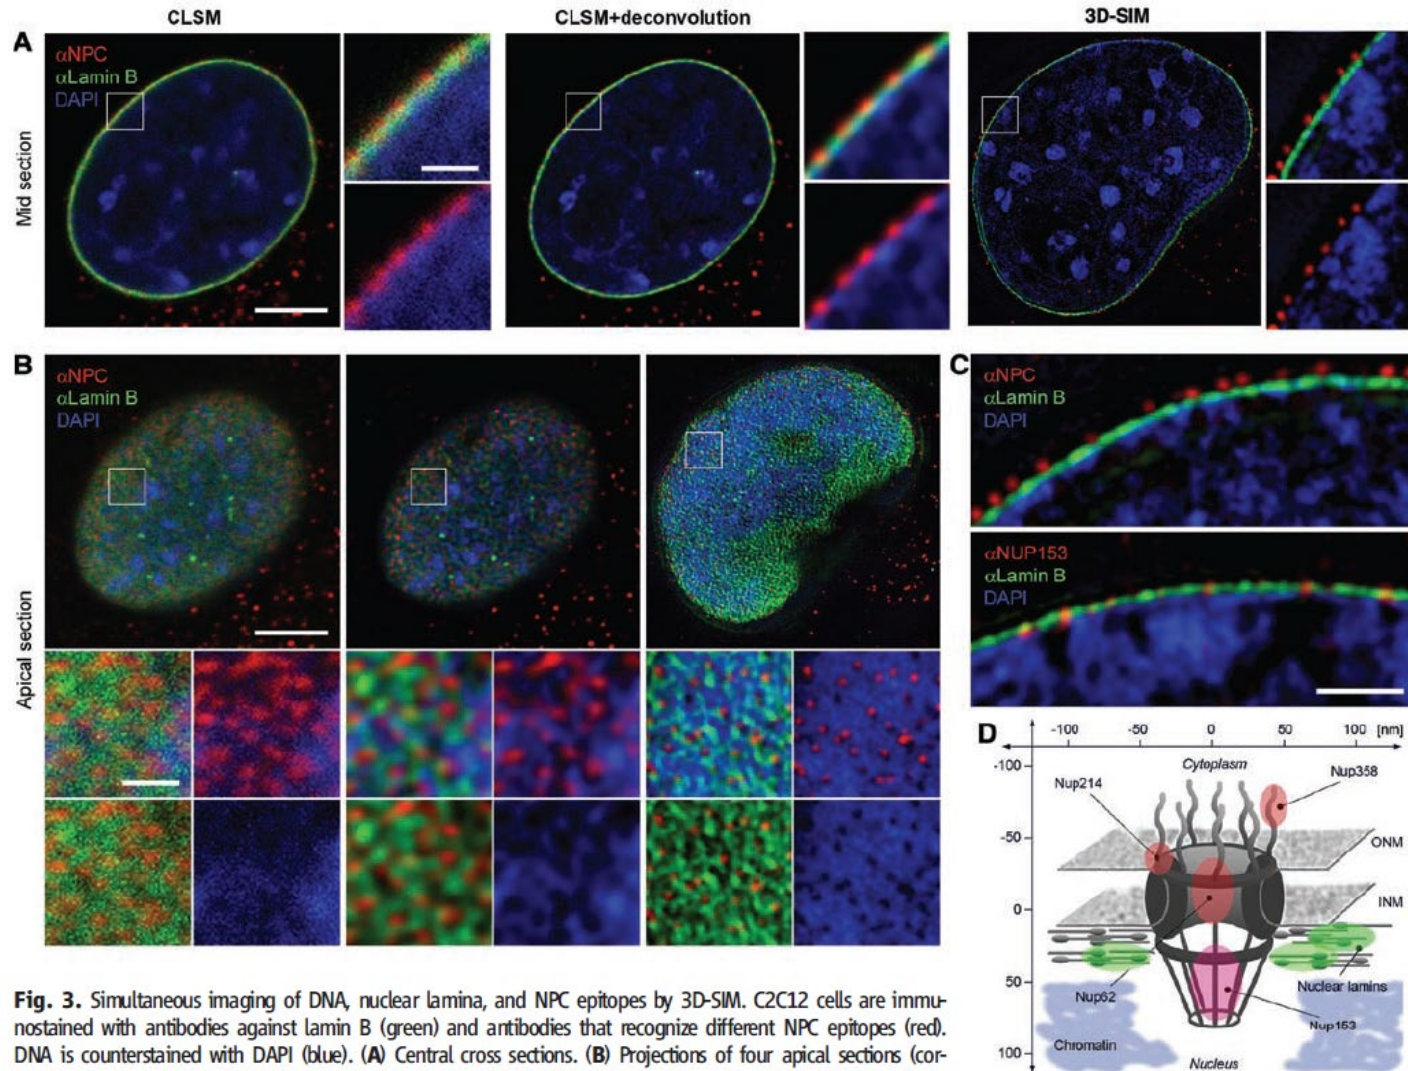 CLSM
CLSM+deconvolution
3D-SIM
A
αNPC
αLamin B
DAPI
Mid section
B
αNPC
αLamin B
DAPI
Apical section
C
αNPC
αLamin B
DAPI
αNUP153
αLamin B
DAPI
D
-100 -50 0 50 100 [nm]
Cytoplasm
-100
Nup214
Nup358
-50
ONM
0
INM
50
Nup62
Nuclear lamins
Nup153
Chromatin
100
Nucleus
Fig. 3. Simultaneous imaging of DNA, nuclear lamina, and NPC epitopes by 3D-SIM. C2C12 cells are immu-
nostained with antibodies against lamin B (green) and antibodies that recognize different NPC epitopes (red).
DNA is counterstained with DAPI (blue). (A) Central cross sections. (B) Projections of four apical sections (cor-